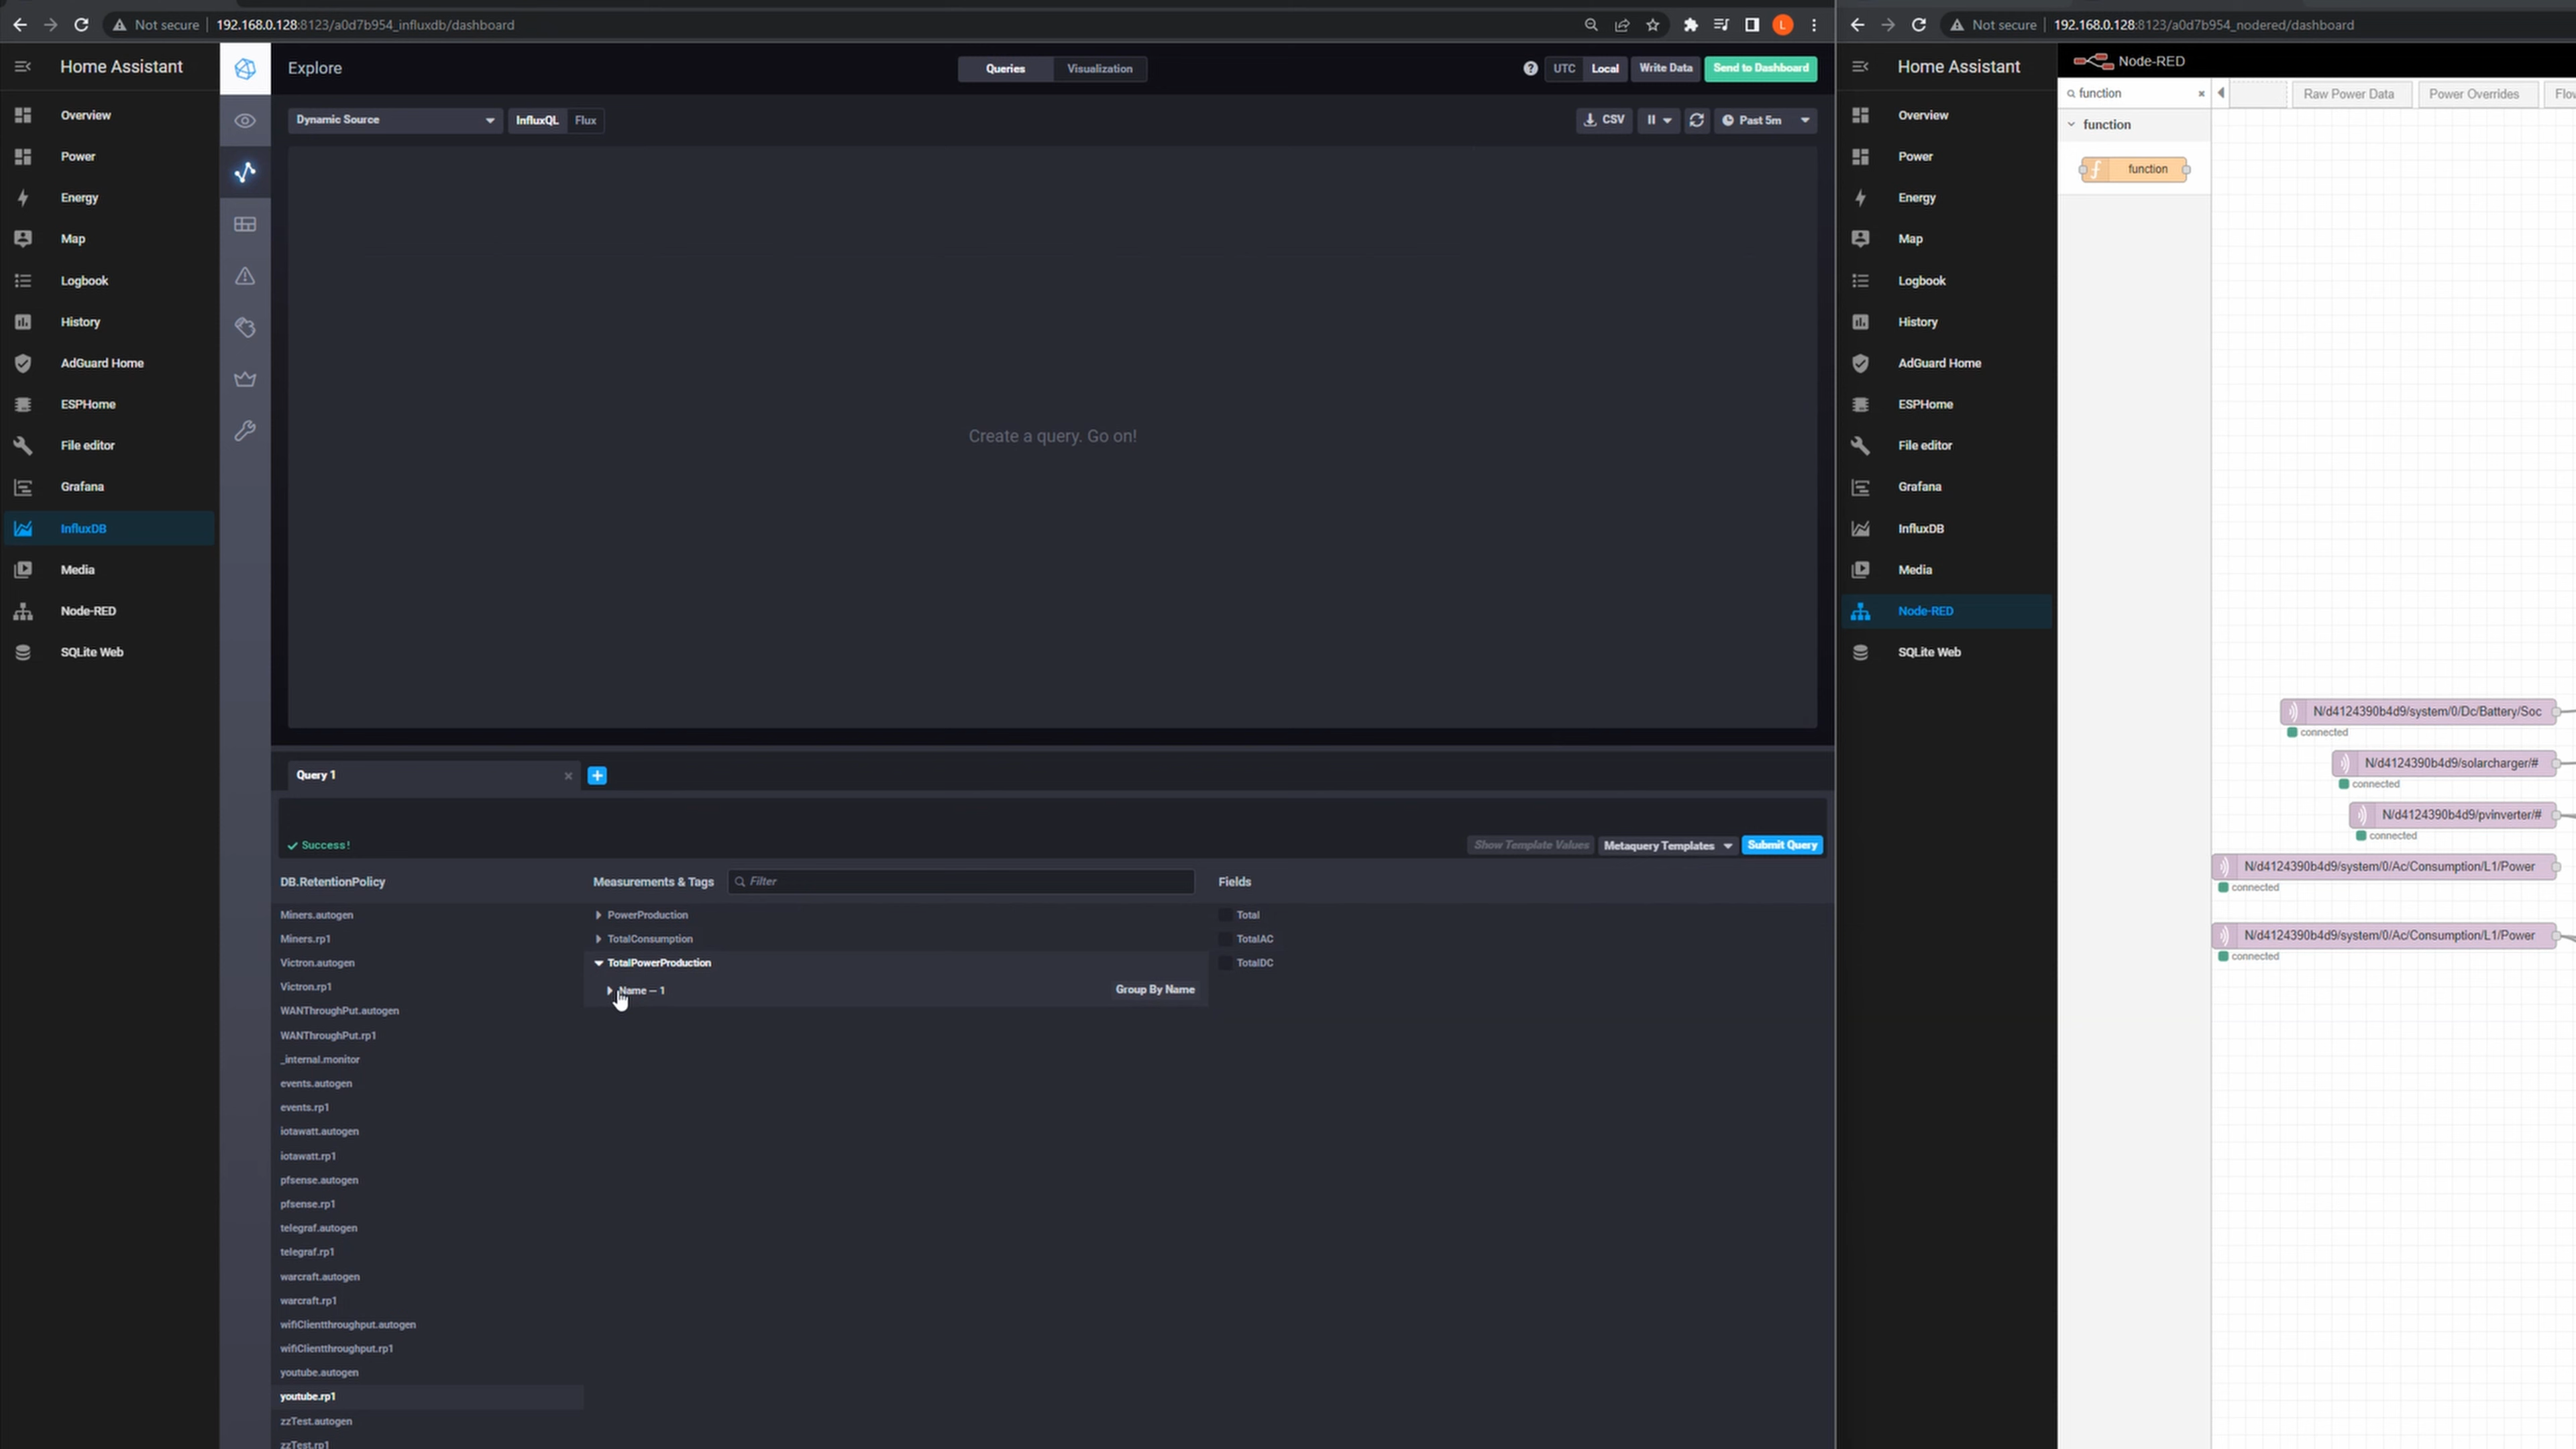 Not secure
192.168.0.128:8123/a0d7b954_influxdb/dashboard
L
Home Assistant
Overview
Power
Energy
Map
Logbook
History
AdGuard Home
ESPHome
File editor
Grafana
InfluxDB
Media
Node-RED
SQLite Web
Explore
Queries
Visualization
UTC
Local
Write Data
Send to Dashboard
Dynamic Source
InfluxQL
Flux
CSV
Past 5m
Create a query. Go on!
Query 1
Success!
Show Template Values
Metaquery Templates
Submit Query
DB.RetentionPolicy
Miners.autogen
Miners.rp1
Victron.autogen
Victron.rp1
WANThroughPut.autogen
WANThroughPut.rp1
_internal.monitor
events.autogen
events.rp1
iotawatt.autogen
iotawatt.rp1
pfsense.autogen
pfsense.rp1
telegraf.autogen
telegraf.rp1
warcraft.autogen
warcraft.rp1
wifiClientthroughput.autogen
wifiClientthroughput.rp1
youtube.autogen
youtube.rp1
zzTest.autogen
zzTest.rp1
Measurements & Tags
Filter
PowerProduction
TotalConsumption
TotalPowerProduction
Name — 1
Group By Name
Fields
Total
TotalAC
TotalDC
Not secure
192.168.0.128:8123/a0d7b954_nodered/dashboard
Home Assistant
Overview
Power
Energy
Map
Logbook
History
AdGuard Home
ESPHome
File editor
Grafana
InfluxDB
Media
Node-RED
SQLite Web
Node-RED
function
function
function
Raw Power Data
Power Overrides
Flow
N/d4124390b4d9/system/0/Dc/Battery/Soc
connected
N/d4124390b4d9/solarcharger/#
connected
N/d4124390b4d9/pvinverter/#
connected
N/d4124390b4d9/system/0/Ac/Consumption/L1/Power
connected
N/d4124390b4d9/system/0/Ac/Consumption/L1/Power
connected